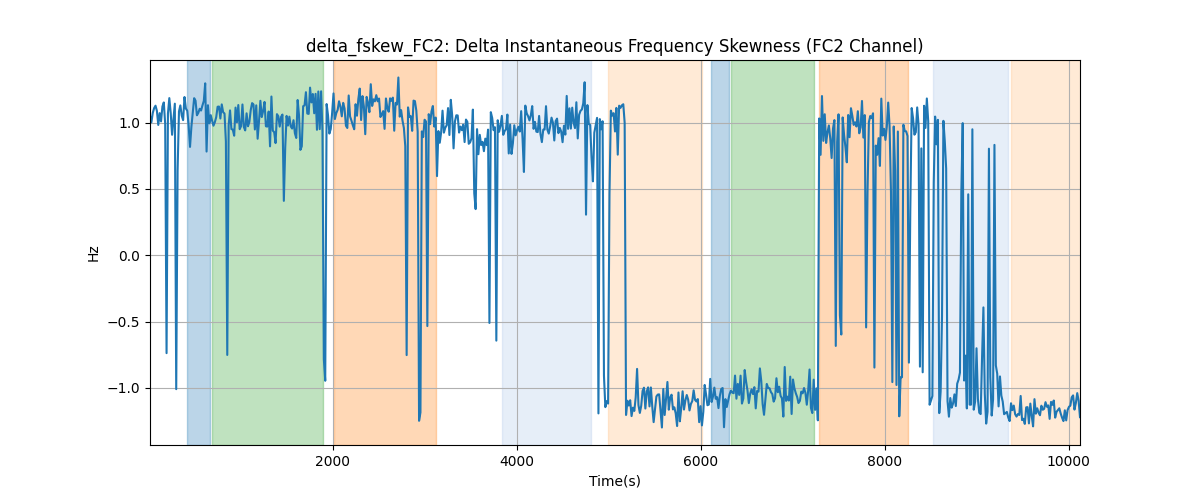 delta_fskew_FC2: Delta Instantaneous Frequency Skewness (FC2 Channel)
1.0
0.5
0.0
−0.5
−1.0
Hz
2000 4000 6000 8000 10000
Time(s)